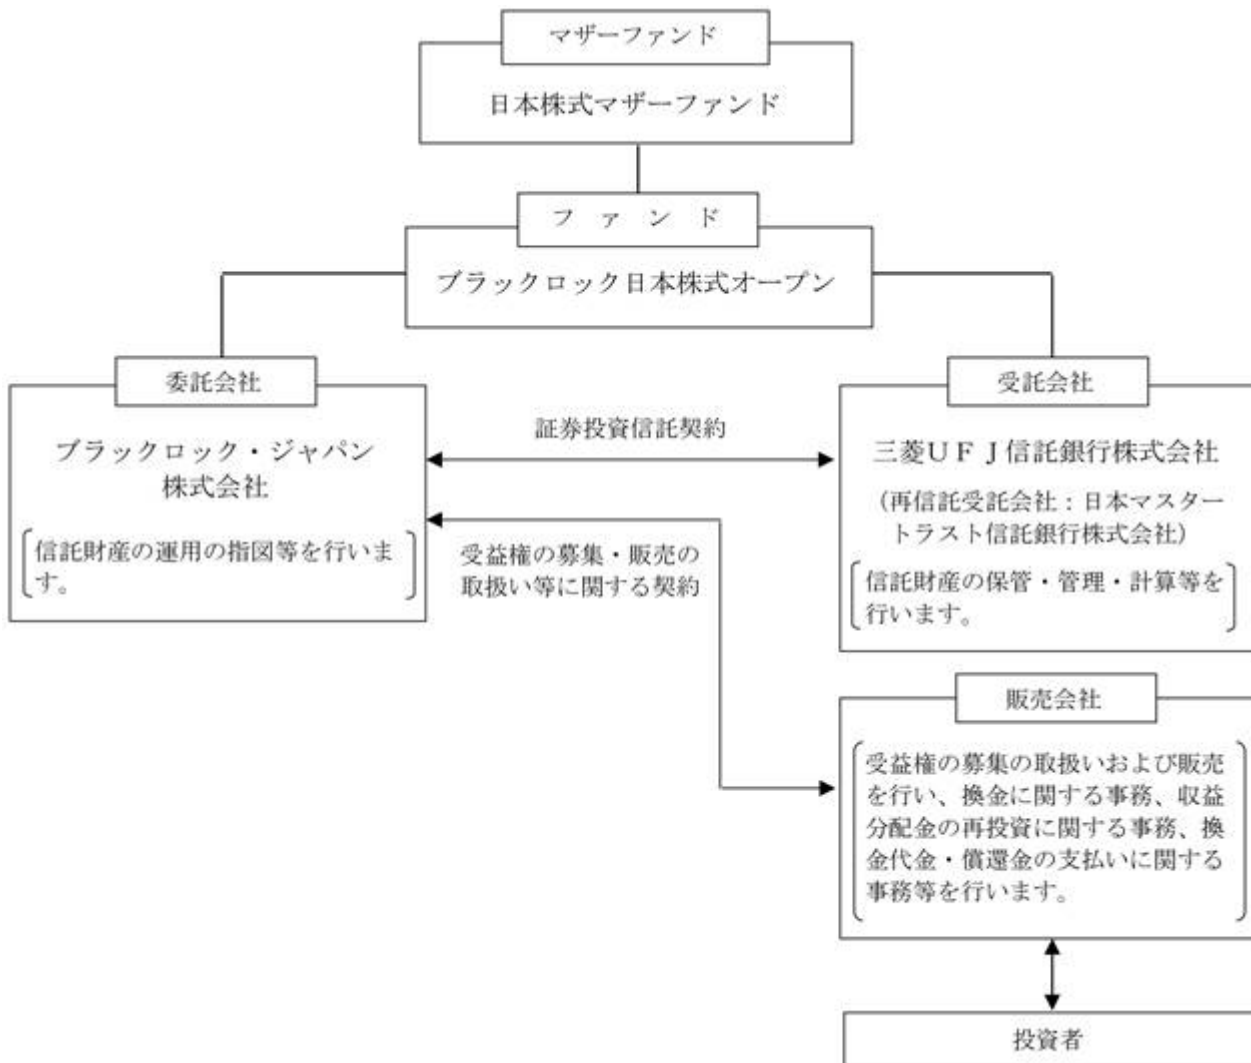 マザーファンド
日本株式マザーファンド
ファンド
ブラックロック日本株式オープン
委託会社
ブラックロック・ジャパン
株式会社
信託財産の運用の指図等を行いま
す。
証券投資信託契約
受益権の募集・販売の
取扱い等に関する契約
受託会社
三菱UFJ信託銀行株式会社
(再信託受託会社:日本マスター
トラスト信託銀行株式会社)
信託財産の保管・管理・計算等を
行います。
販売会社
受益権の募集の取扱いおよび販売
を行い、換金に関する事務、収益
分配金の再投資に関する事務、換
金代金・償還金の支払いに関する
事務等を行います。
投資者